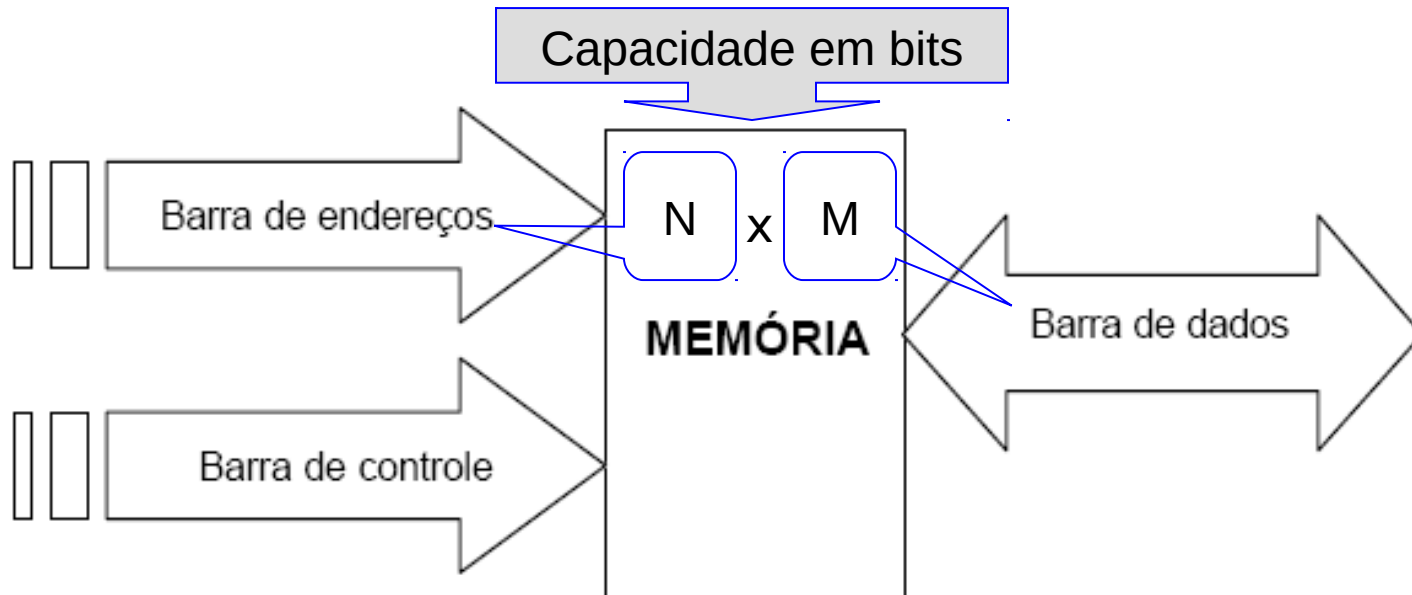 Capacidade em bits
Barra de endereços
N x M
MEMÓRIA
Barra de dados
Barra de controle